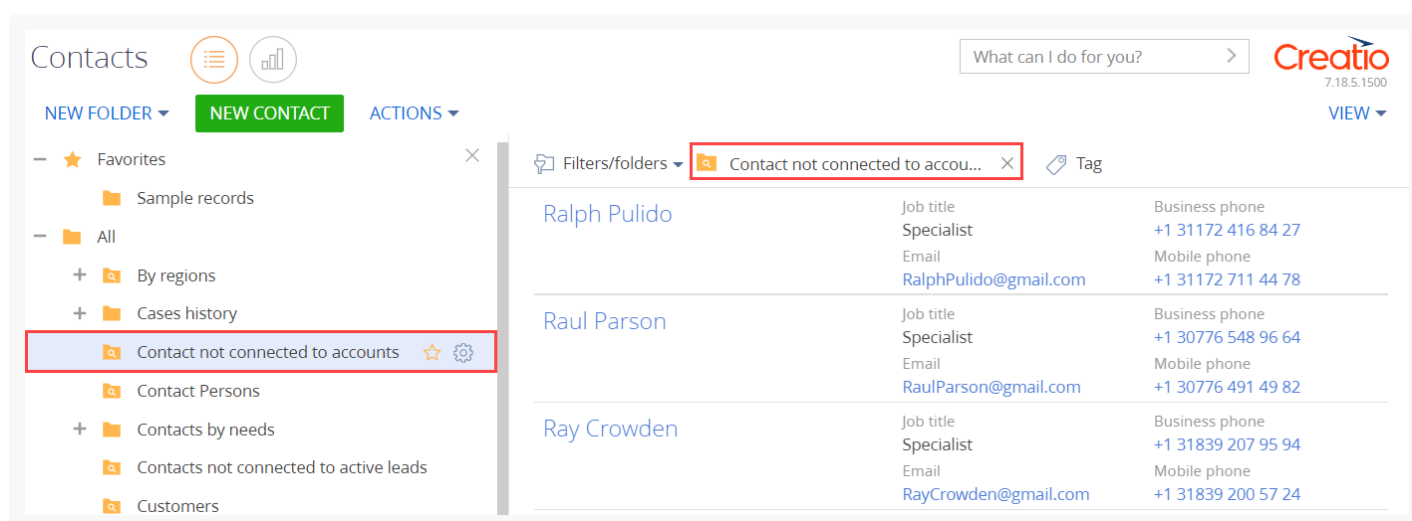 Contacts
What can I do for you?
Creatio
7.18.5.1500
NEW FOLDER
NEW CONTACT
ACTIONS
VIEW
Favorites
Sample records
All
By regions
Cases history
Contact not connected to accounts
Contact Persons
Contacts by needs
Contacts not connected to active leads
Customers
Filters/folders
Contact not connected to accou...
Tag
Ralph Pulido
Job title
Specialist
Email
RalphPulido@gmail.com
Business phone
+1 31172 416 84 27
Mobile phone
+1 31172 711 44 78
Raul Parson
Job title
Specialist
Email
RaulParson@gmail.com
Business phone
+1 30776 548 96 64
Mobile phone
+1 30776 491 49 82
Ray Crowden
Job title
Specialist
Email
RayCrowden@gmail.com
Business phone
+1 31839 207 95 94
Mobile phone
+1 31839 200 57 24